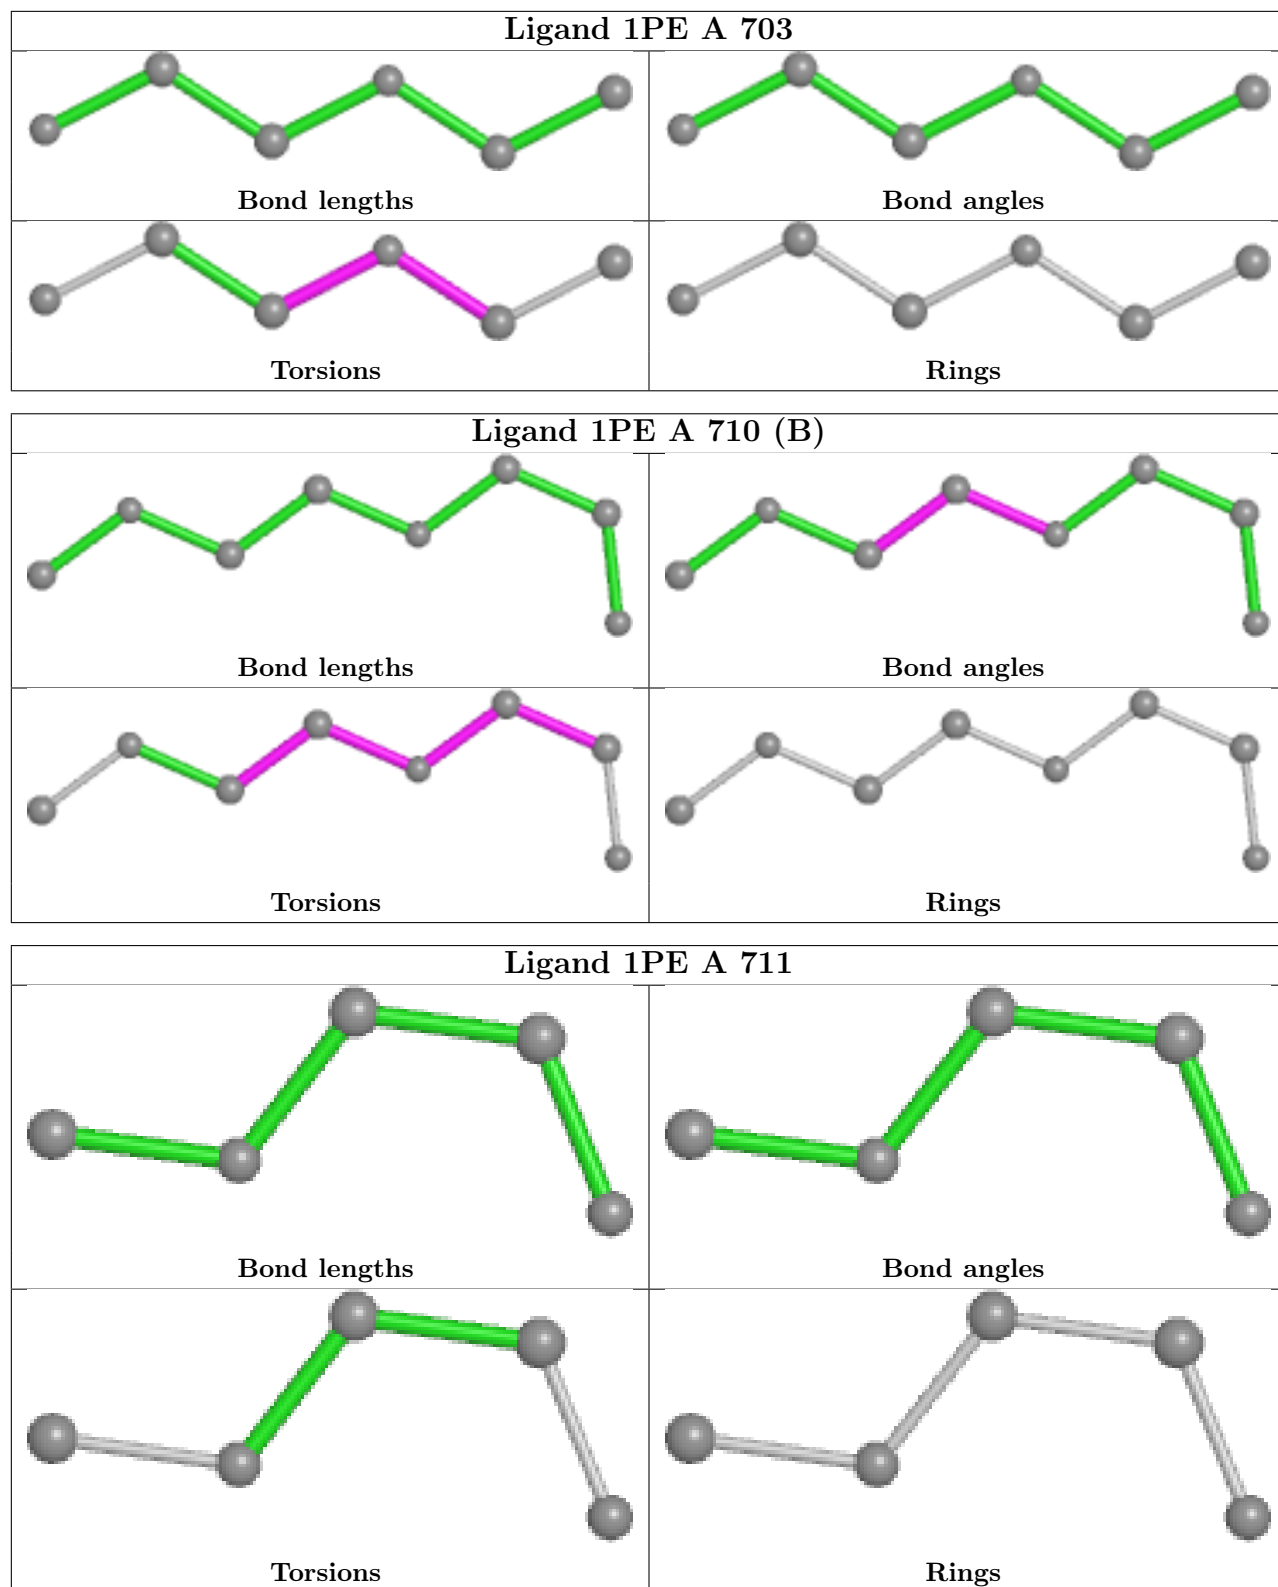 Ligand 1PE A 703
Bond lengths
Bond angles
Torsions
Rings
Ligand 1PE A 710 (B)
Bond lengths
Bond angles
Torsions
Rings
Ligand 1PE A 711
Bond lengths
Bond angles
Torsions
Rings